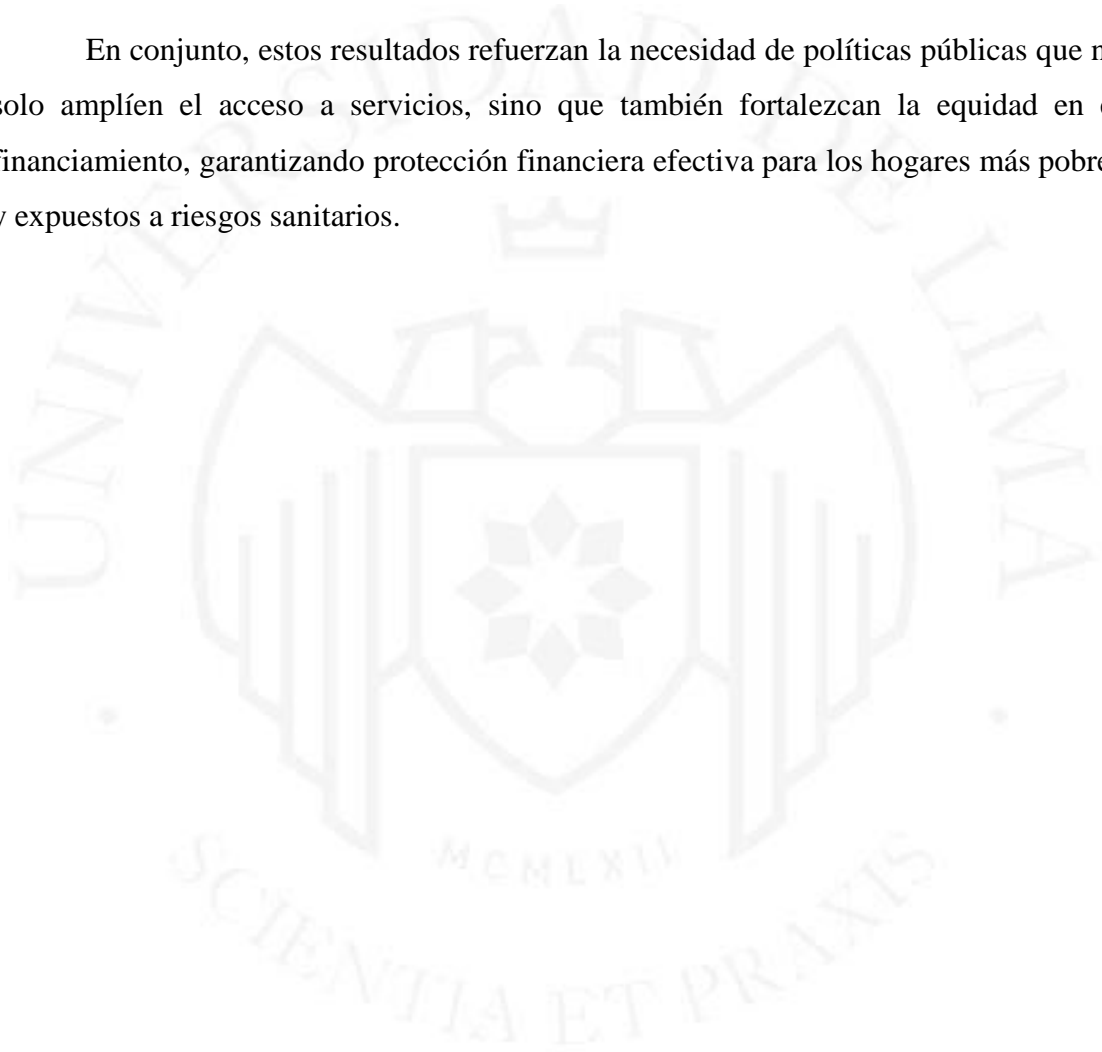 En conjunto, estos resultados refuerzan la necesidad de políticas públicas que n
solo amplíen el acceso a servicios, sino que también fortalezcan la equidad en e
financiamiento, garantizando protección financiera efectiva para los hogares más pobre
y expuestos a riesgos sanitarios.
UNIVERSIDAD DE LIMA
MCMLXII
SCIENTIA ET PRAXIS